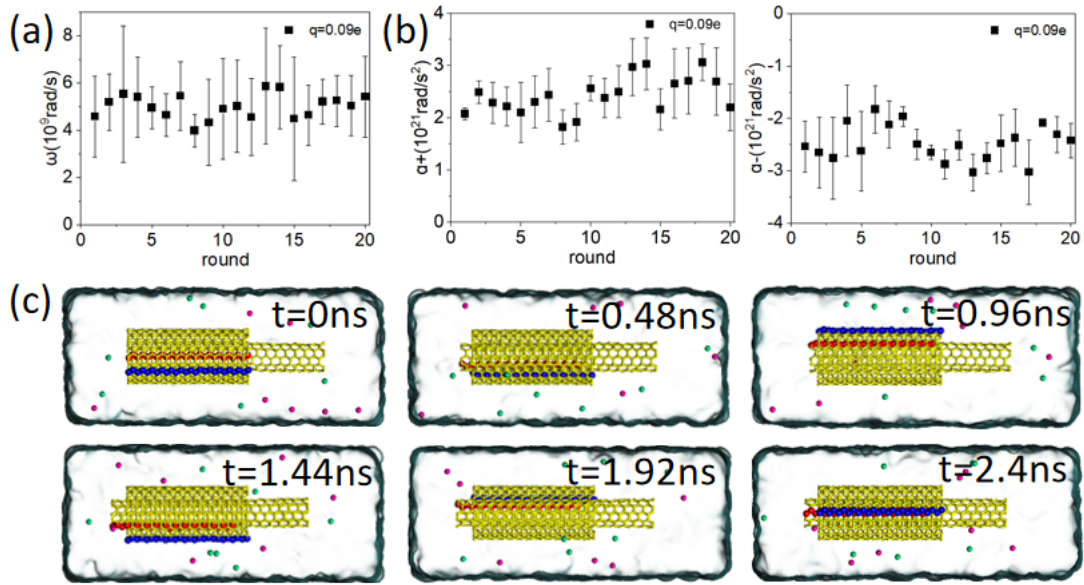 (a)
q=0.09e
ω(10⁹rad/s)
8
6
4
2
0
0 5 10 15 20
round
(b)
q=0.09e
α+(10²¹rad/s²)
4
3
2
1
0
0 5 10 15 20
round
q=0.09e
α-(10²¹rad/s²)
-1
-2
-3
-4
0 5 10 15 20
round
(c)
t=0ns
t=0.48ns
t=0.96ns
t=1.44ns
t=1.92ns
t=2.4ns